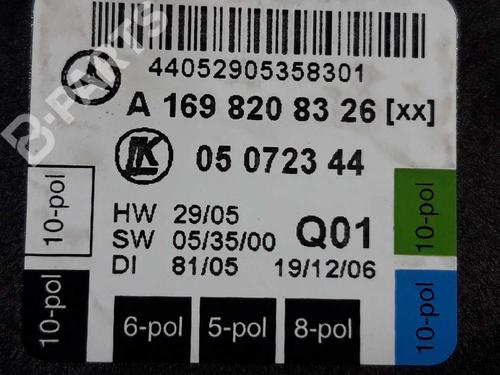 B-PARTS
44052905358301
A 169 820 83 26 [xx]
LK 05 0723 44
10-pol
10-pol
HW 29/05
SW 05/35/00 Q01
DI 81/05 19/12/06
10-pol
10-pol
6-pol 5-pol 8-pol